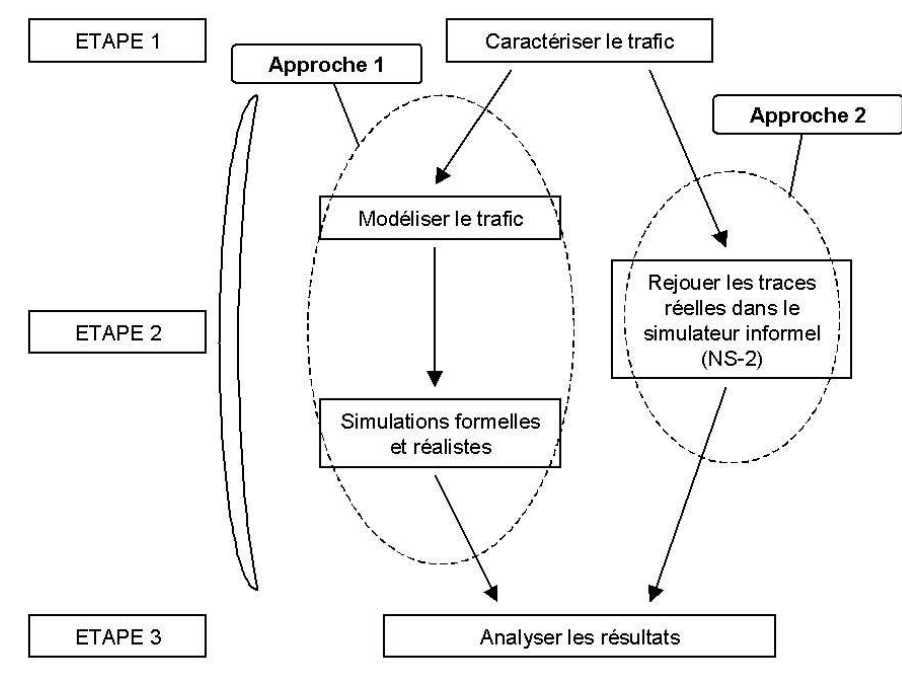 ETAPE 1
Caractériser le trafic
Approche 1
Approche 2
Modéliser le trafic
ETAPE 2
Rejouer les traces
réelles dans le
simulateur informel
(NS-2)
Simulations formelles
et réalistes
ETAPE 3
Analyser les résultats